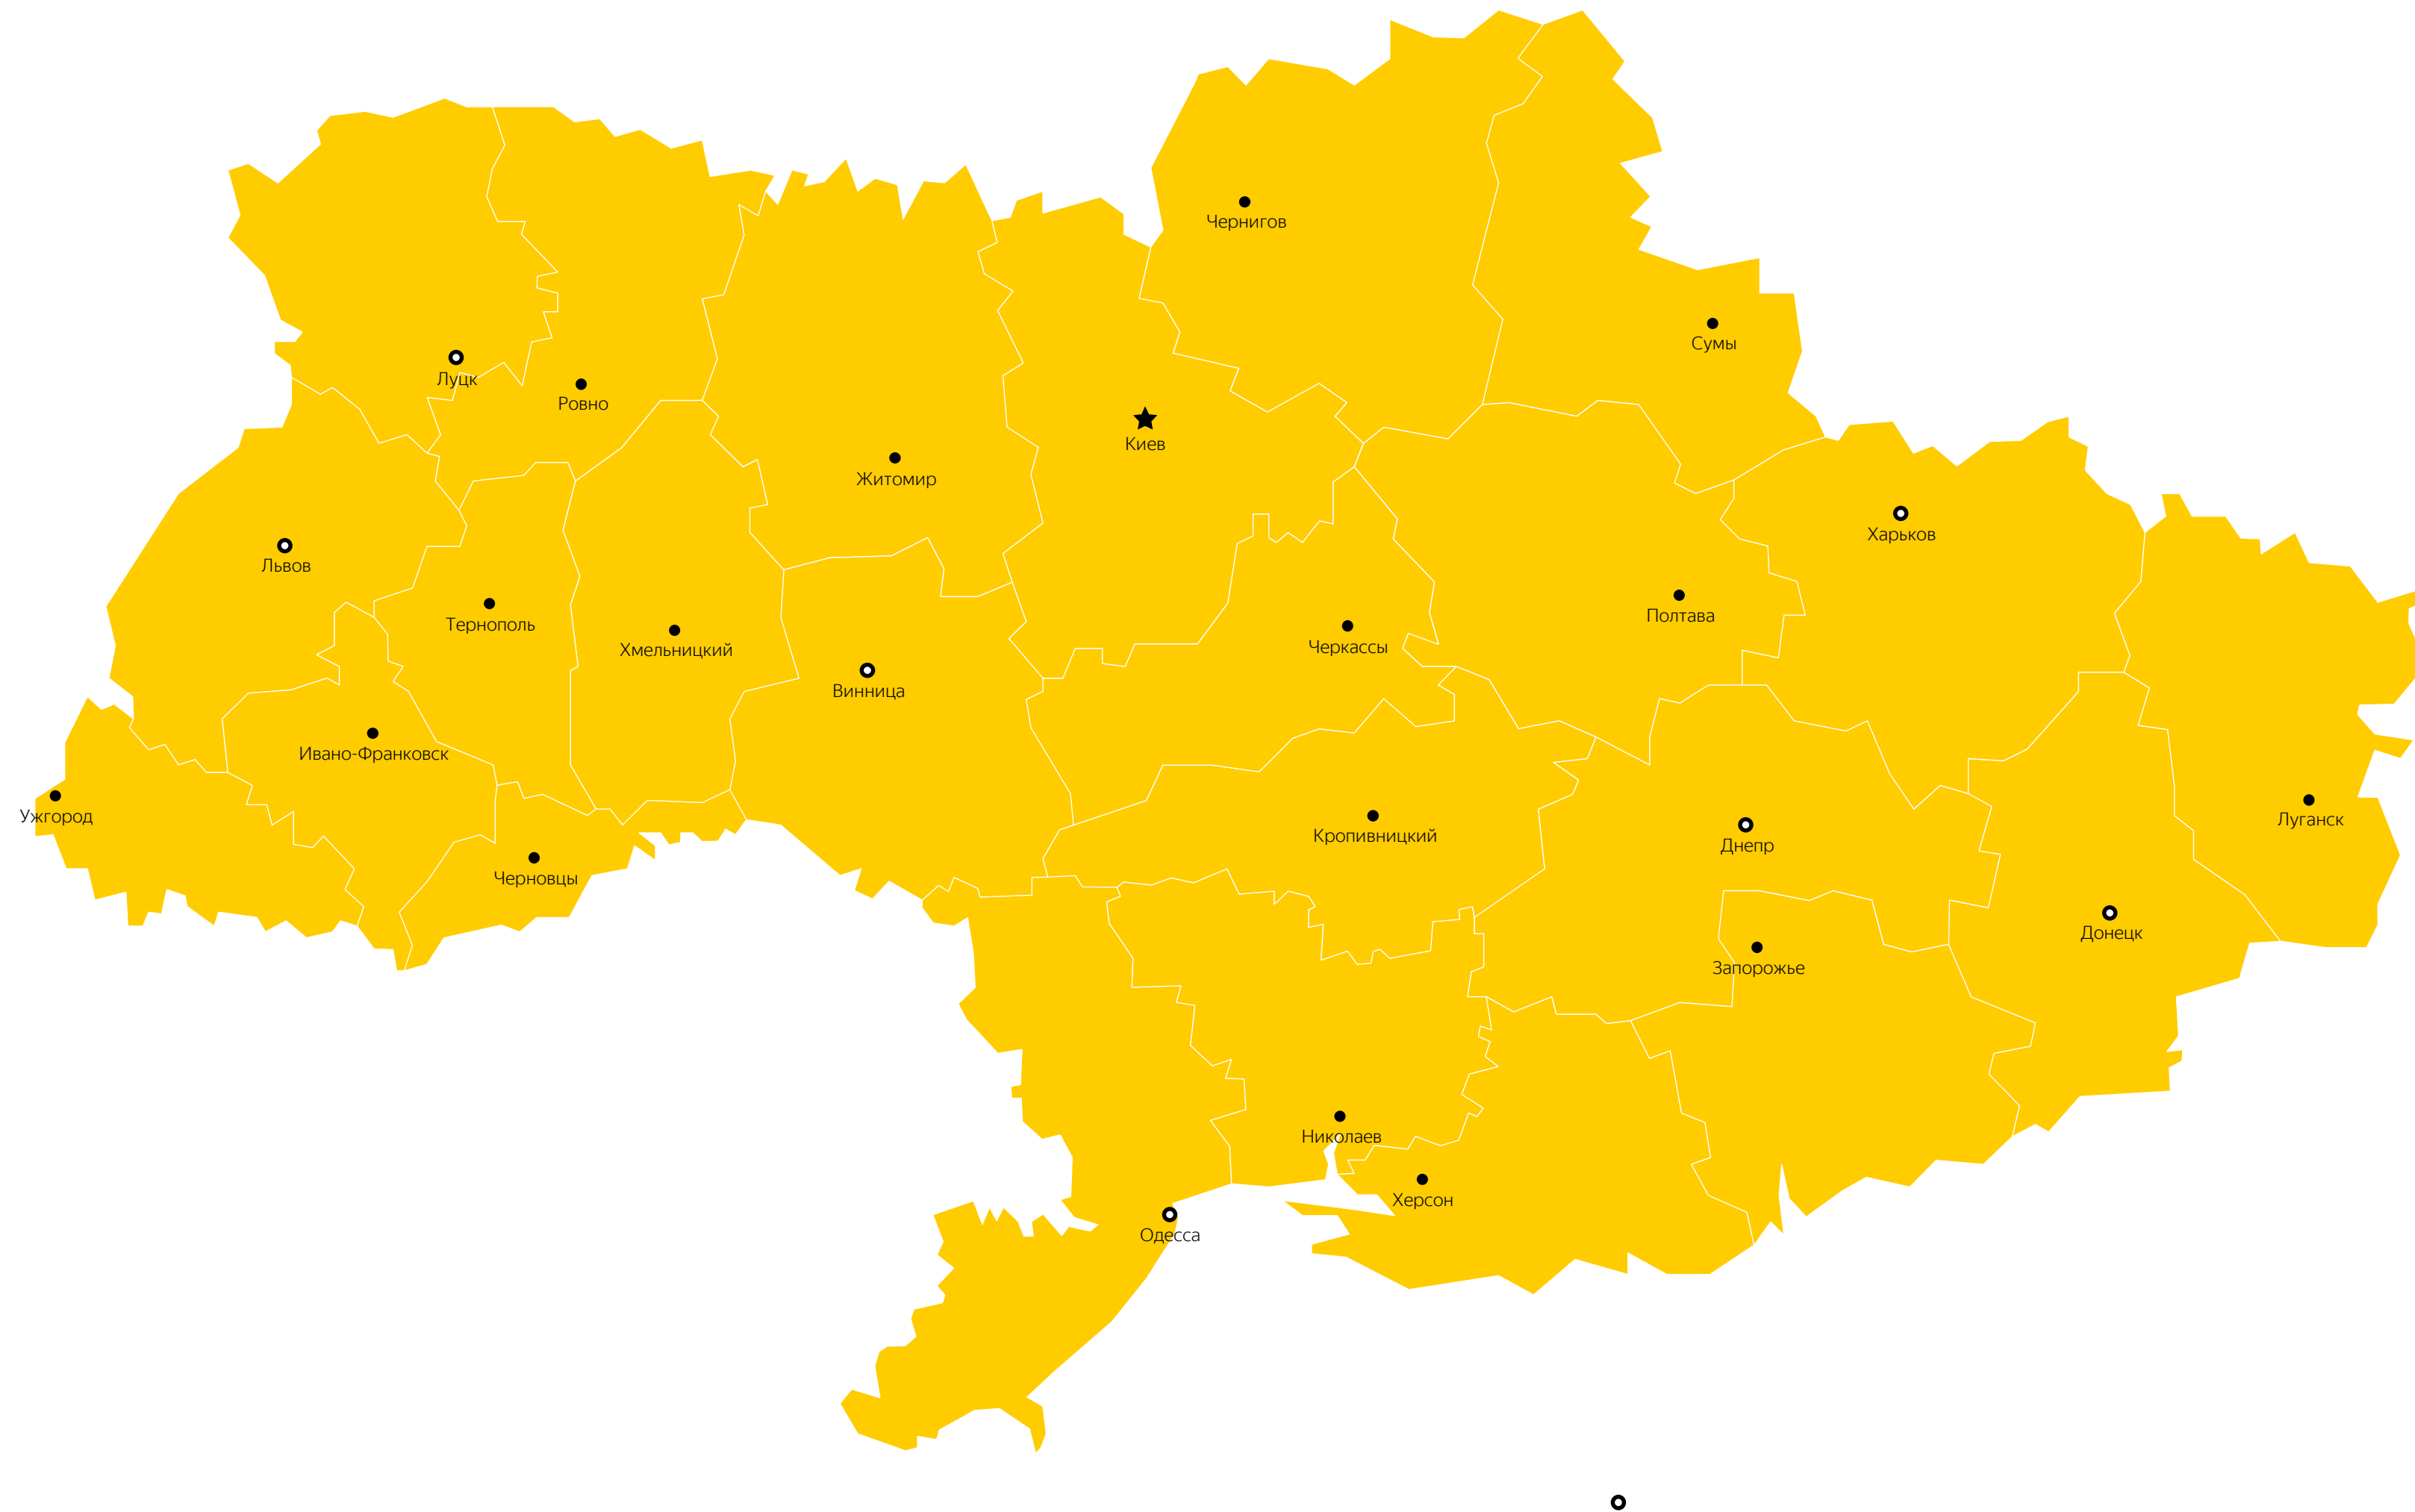 Чернигов
Сумы
Луцк
Ровно
Киев
Житомир
Харьков
Львов
Тернополь
Полтава
Хмельницкий
Черкассы
Винница
Ивано-Франковск
Ужгород
Луганск
Кропивницкий
Днепр
Черновцы
Донецк
Запорожье
Николаев
Херсон
Одесса